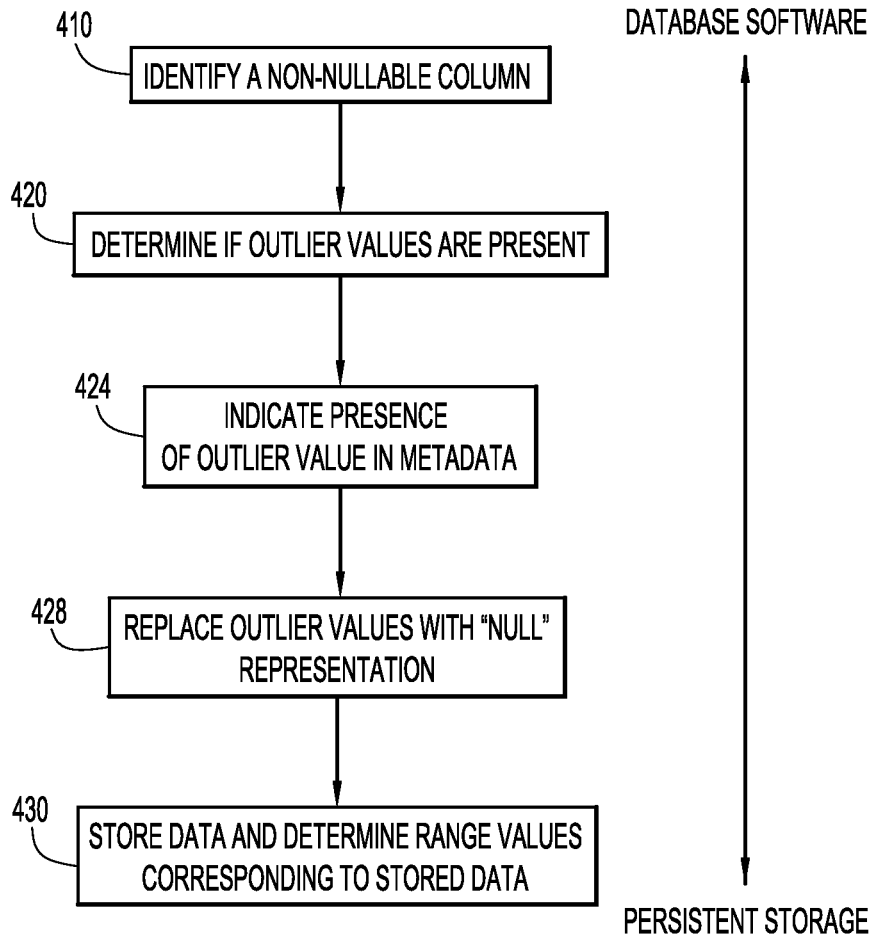 DATABASE SOFTWARE
410
IDENTIFY A NON-NULLABLE COLUMN
420
DETERMINE IF OUTLIER VALUES ARE PRESENT
424
INDICATE PRESENCE
OF OUTLIER VALUE IN METADATA
428
REPLACE OUTLIER VALUES WITH “NULL”
REPRESENTATION
430
STORE DATA AND DETERMINE RANGE VALUES
CORRESPONDING TO STORED DATA
PERSISTENT STORAGE